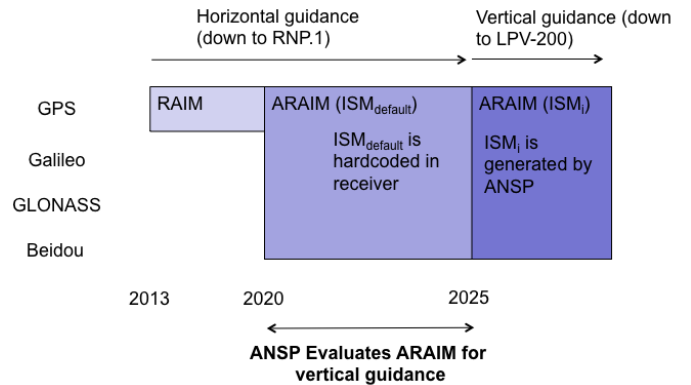 Horizontal guidance
(down to RNP.1)
Vertical guidance (down
to LPV-200)
GPS
Galileo
GLONASS
Beidou
RAIM
ARAIM (ISMdefault)
ISMdefault is
hardcoded in
receiver
ARAIM (ISMi)
ISMi is
generated by
ANSP
2013
2020
2025
ANSP Evaluates ARAIM for
vertical guidance